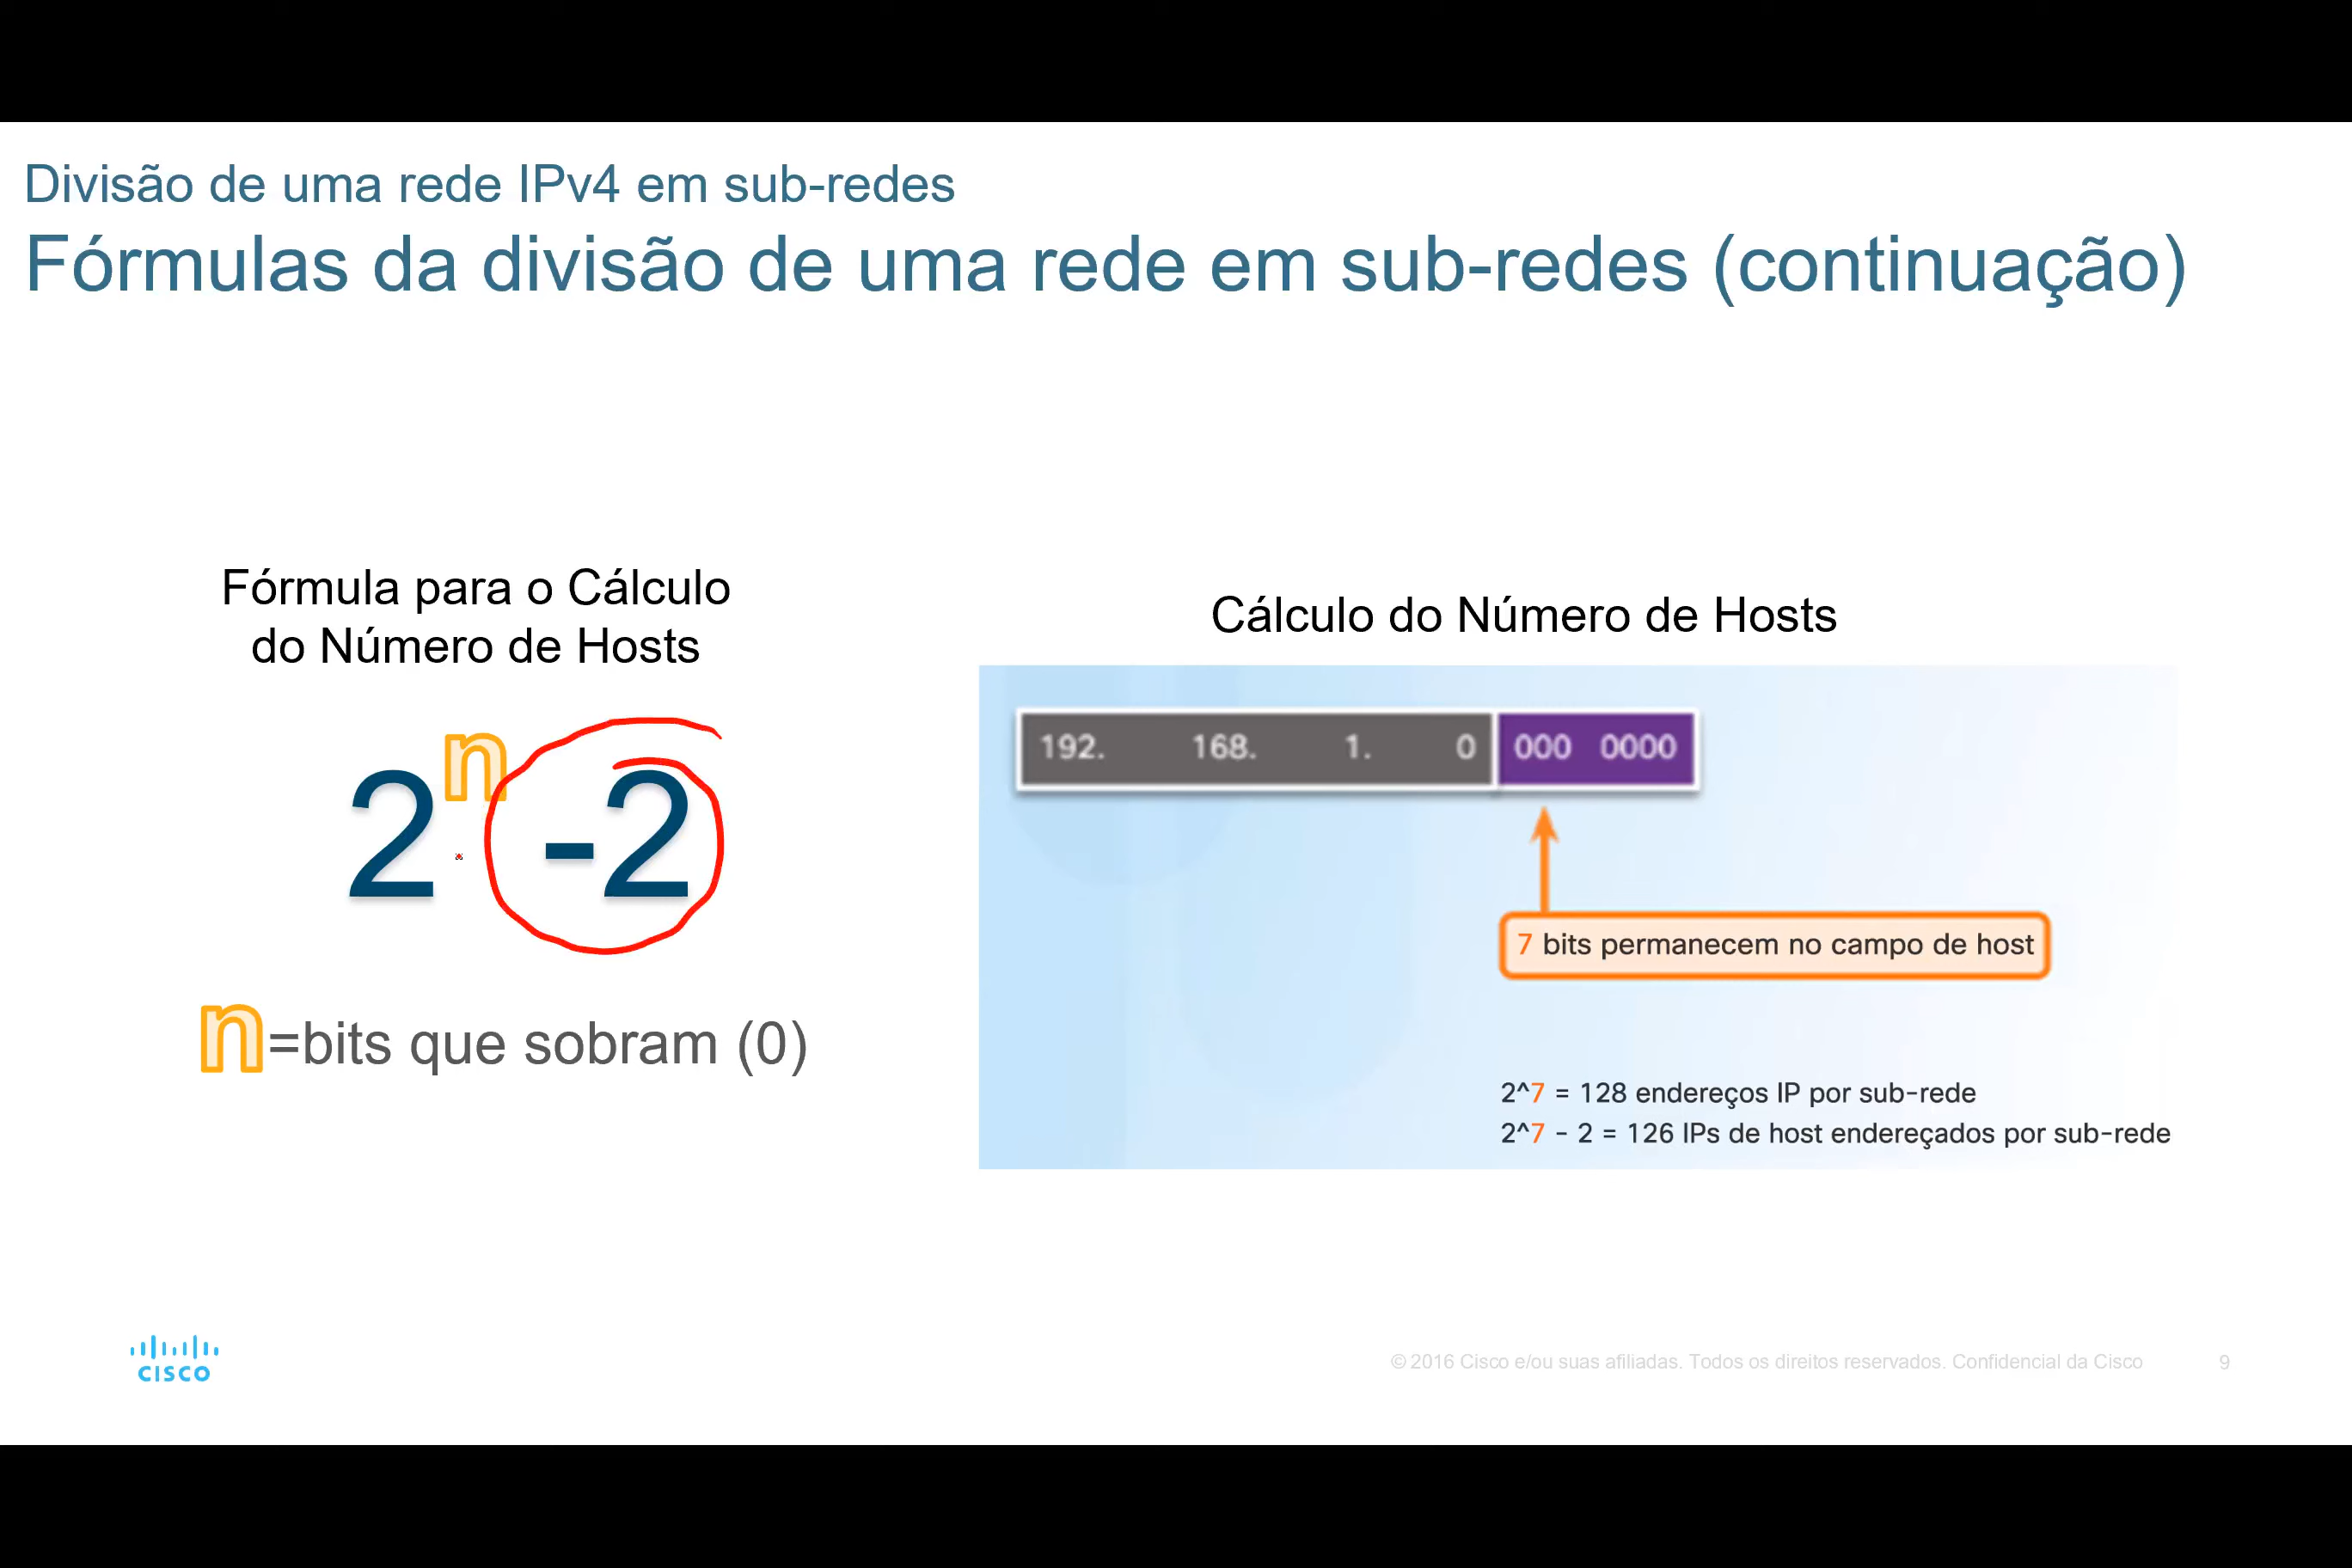 Divisão de uma rede IPv4 em sub-redes
Fórmulas da divisão de uma rede em sub-redes (continuação)
Fórmula para o Cálculo
do Número de Hosts
2^n -2
n=bits que sobram (0)
Cálculo do Número de Hosts
192. 168. 1. 0 000 0000
7 bits permanecem no campo de host
2^7 = 128 endereços IP por sub-rede
2^7 - 2 = 126 IPs de host endereçados por sub-rede
CISCO
© 2016 Cisco e/ou suas afiliadas. Todos os direitos reservados. Confidencial da Cisco 9